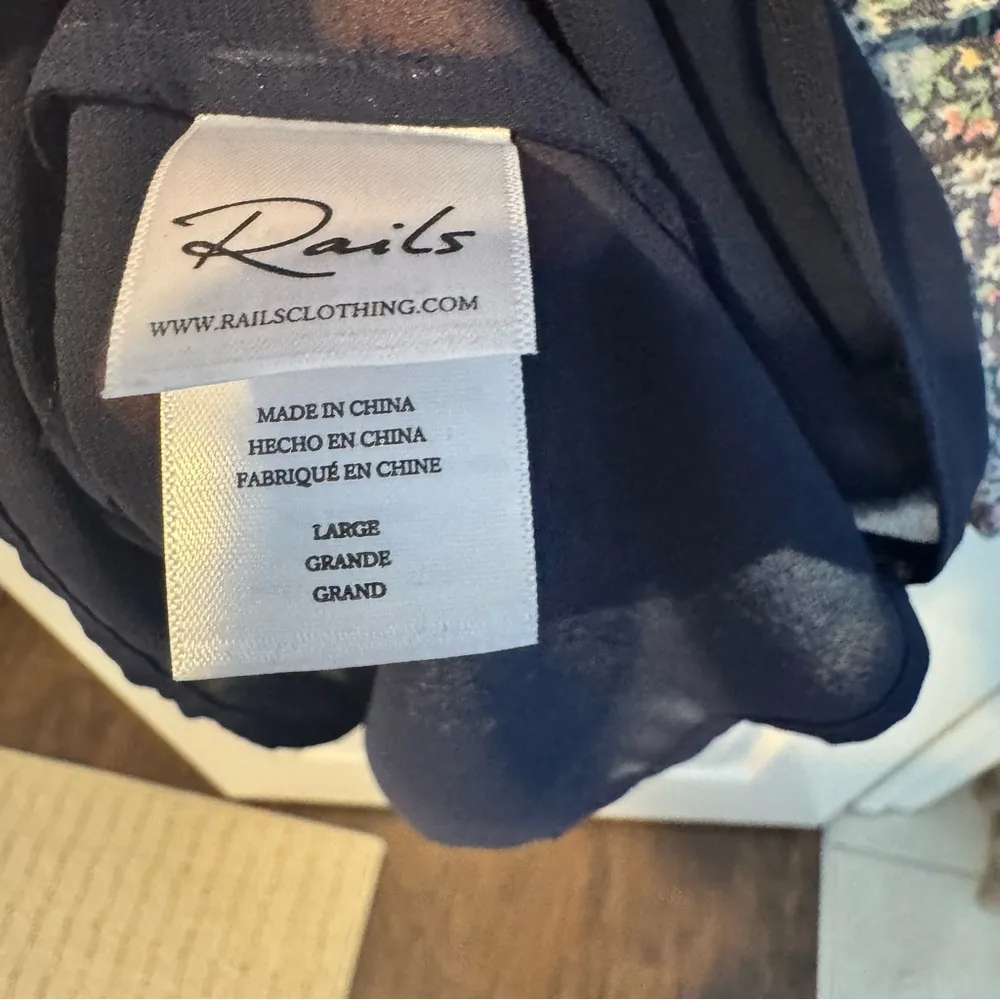 Rails
WWW.RAILSCLOTHING.COM
MADE IN CHINA
HECHO EN CHINA
FABRIQUÉ EN CHINE
LARGE
GRANDE
GRAND